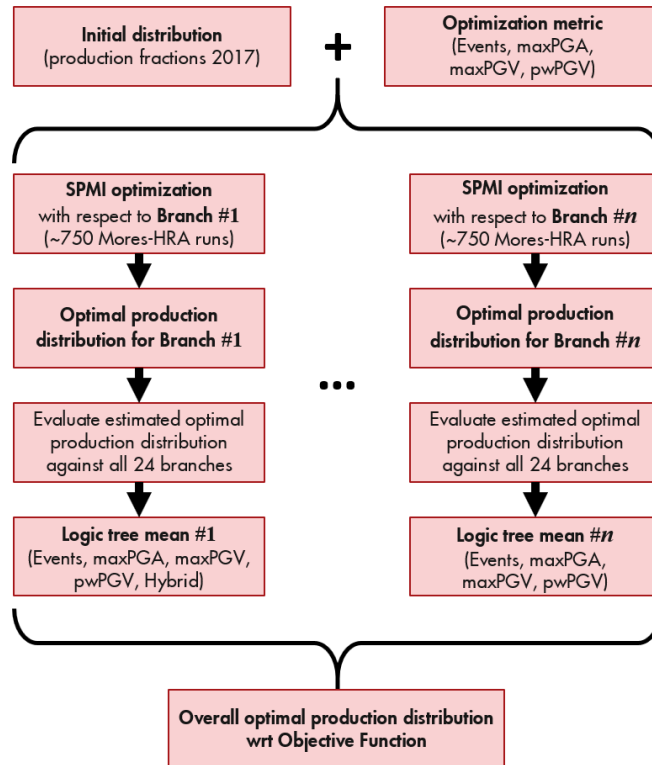 Initial distribution
(production fractions 2017)
+
Optimization metric
(Events, maxPGA,
maxPGV, pwPGV)
SPMI optimization
with respect to Branch #1
(~750 Mores-HRA runs)
Optimal production
distribution for Branch #1
Evaluate estimated optimal
production distribution
against all 24 branches
Logic tree mean #1
(Events, maxPGA, maxPGV,
pwPGV, Hybrid)
...
SPMI optimization
with respect to Branch #n
(~750 Mores-HRA runs)
Optimal production
distribution for Branch #n
Evaluate estimated optimal
production distribution
against all 24 branches
Logic tree mean #n
(Events, maxPGA,
maxPGV, pwPGV)
Overall optimal production distribution
wrt Objective Function